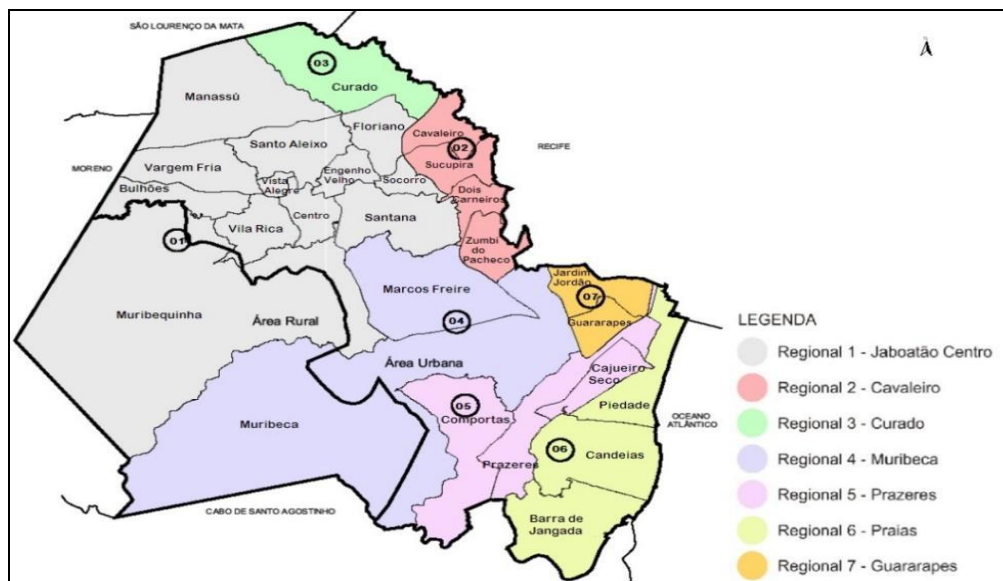 SÃO LOURENÇO DA MATA
03
Curado
Manassú
Floriano
Cavaleiro
02
RECIFE
Santo Aleixo
Sucupira
MORENO
Vargem Fria
Engenho
Velho
Socorro
Vista
Alegre
Bulhões
Dois
Carneiros
Centro
Santana
Vila Rica
01
Zumbi
do
Pacheco
Jardim
Jordão
07
Marcos Freire
Guararapes
Muribequinha
Área Rural
04
Área Urbana
Cajueiro
Seco
05
Comportas
Piedade
OCEANO
ATLÂNTICO
Muribeca
06
Candeias
Prazeres
CABO DE SANTO AGOSTINHO
Barra de
Jangada
LEGENDA
Regional 1 - Jaboatão Centro
Regional 2 - Cavaleiro
Regional 3 - Curado
Regional 4 - Muribeca
Regional 5 - Prazeres
Regional 6 - Praias
Regional 7 - Guararapes